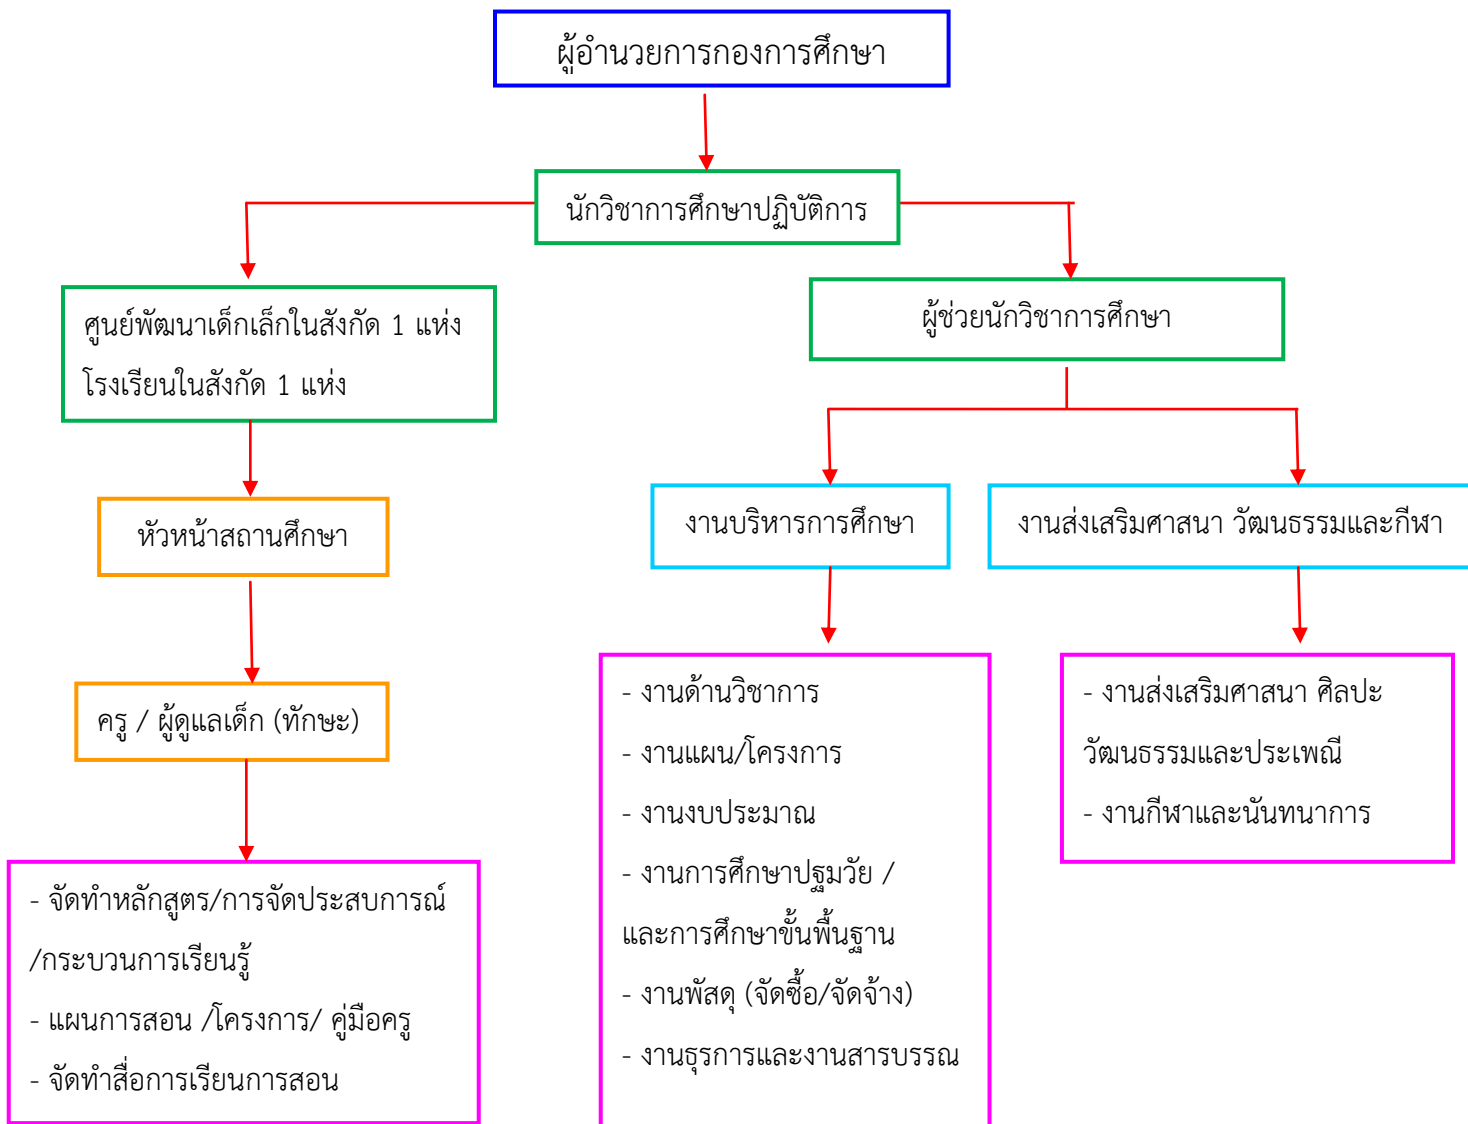 ผู้อำนวยการกองการศึกษา
นักวิชาการศึกษาปฏิบัติการ
ศูนย์พัฒนาเด็กเล็กในสังกัด 1 แห่ง
โรงเรียนในสังกัด 1 แห่ง
ผู้ช่วยนักวิชาการศึกษา
หัวหน้าสถานศึกษา
งานบริหารการศึกษา
งานส่งเสริมศาสนา วัฒนธรรมและกีฬา
ครู / ผู้ดูแลเด็ก (ทักษะ)
- จัดทำหลักสูตร/การจัดประสบการณ์
/กระบวนการเรียนรู้
- แผนการสอน /โครงการ/ คู่มือครู
- จัดทำสื่อการเรียนการสอน
- งานด้านวิชาการ
- งานแผน/โครงการ
- งานงบประมาณ
- งานการศึกษาปฐมวัย /
และการศึกษาขั้นพื้นฐาน
- งานพัสดุ (จัดซื้อ/จัดจ้าง)
- งานธุรการและงานสารบรรณ
- งานส่งเสริมศาสนา ศิลปะ
วัฒนธรรมและประเพณี
- งานกีฬาและนันทนาการ